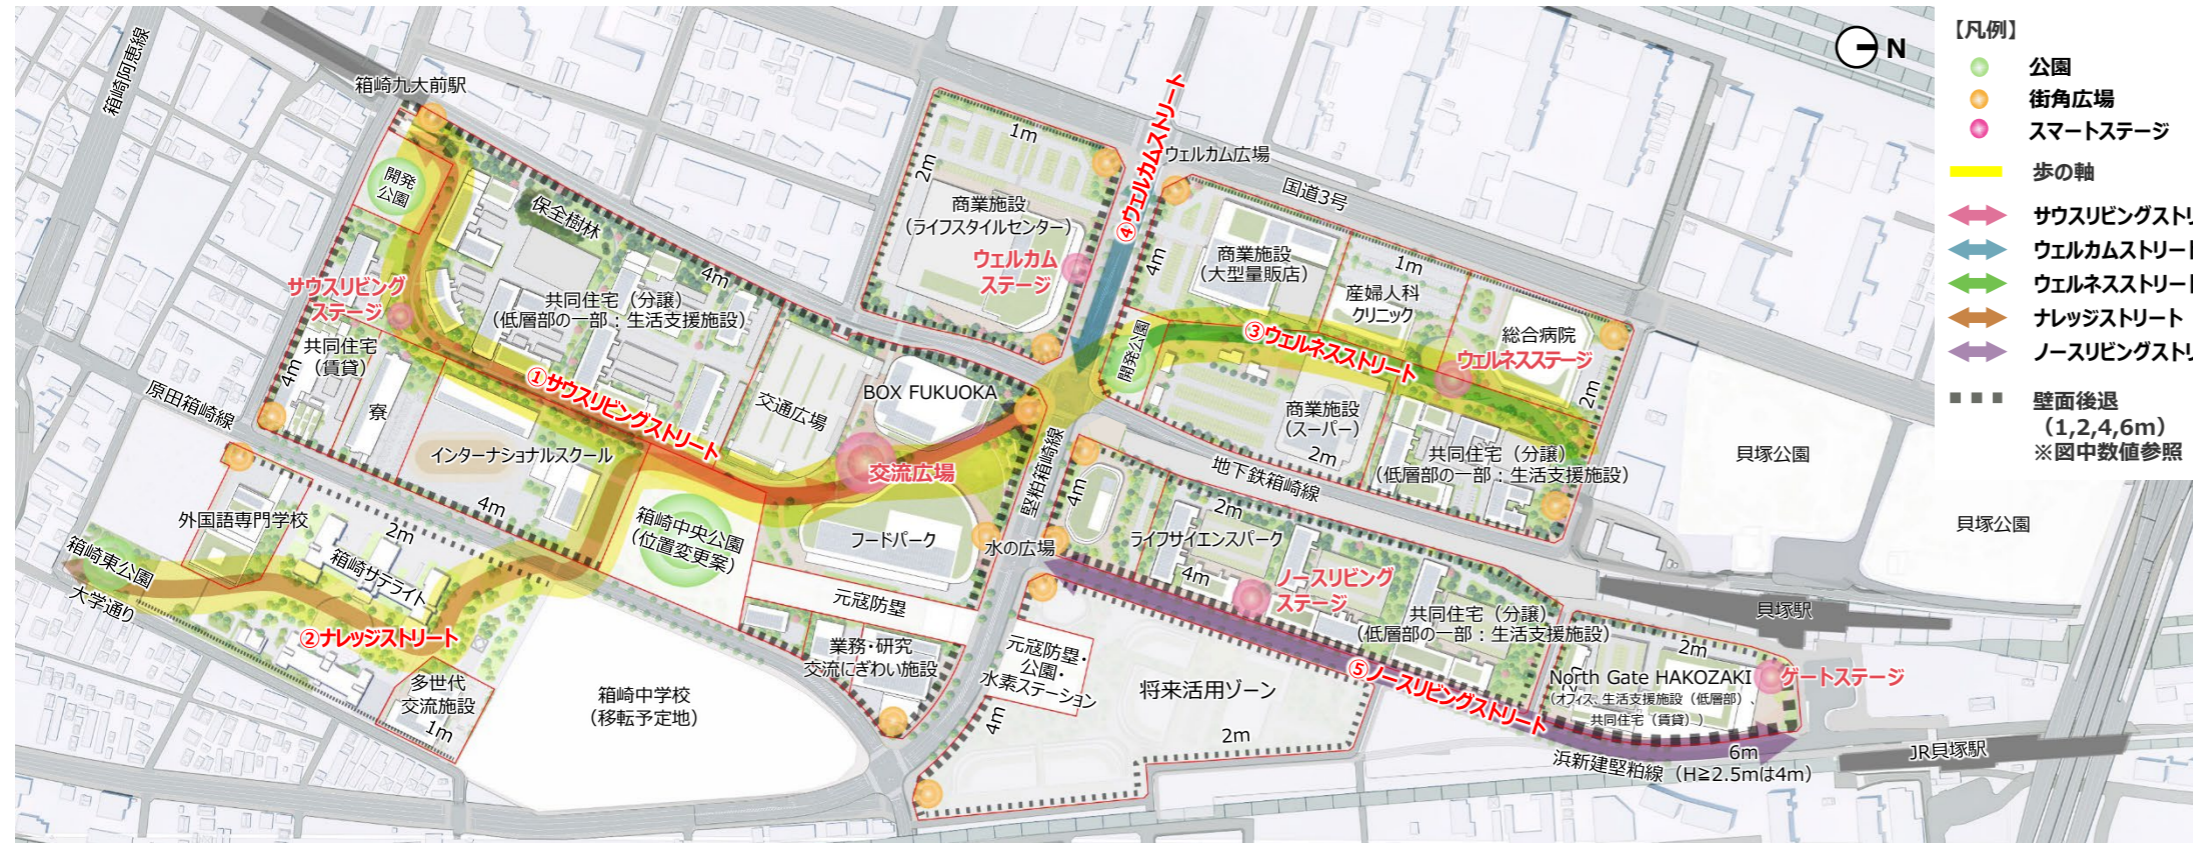 箱崎阿恵線
箱崎九大前駅
開発
公園
保全樹林
4m
サウスリビング
ステージ
共同住宅（分譲）
（低層部の一部：生活支援施設）
共同住宅
（賃貸）
4m
寮
原田箱崎線
インターナショナルスクール
①サウスリビングストリート
交通広場
BOX FUKUOKA
交流広場
4m
2m
外国語専門学校
箱崎東公園
大学通り
箱崎サテライト
②ナレッジストリート
多世代
交流施設
1m
箱崎中央公園
（位置変更案）
フードパーク
元寇防塁
業務・研究
交流にぎわい施設
箱崎中学校
（移転予定地）
1m
2m
商業施設
（ライフスタイルセンター）
ウェルカム
ステージ
④ウェルカムストリート
ウェルカム広場
国道3号
4m
商業施設
（大型量販店）
1m
産婦人科
クリニック
総合病院
ウェルネスステージ
③ウェルネスストリート
開発公園
2m
商業施設
（スーパー）
2m
共同住宅（分譲）
（低層部の一部：生活支援施設）
地下鉄箱崎線
堅粕箱崎線
4m
水の広場
2m
ライフサイエンスパーク
4m
ノースリビング
ステージ
共同住宅（分譲）
（低層部の一部：生活支援施設）
元寇防塁・
公園・
水素ステーション
4m
将来活用ゾーン
2m
⑤ノースリビングストリート
2m
North Gate HAKOZAKI
（オフィス、生活支援施設（低層部）、
共同住宅（賃貸））
ゲートステージ
6m
浜新建堅粕線（H≧2.5mは4m）
貝塚駅
JR貝塚駅
貝塚公園
貝塚公園
N
【凡例】
公園
街角広場
スマートステージ
歩の軸
サウスリビングストリ
ウェルカムストリート
ウェルネスストリート
ナレッジストリート
ノースリビングストリ
壁面後退
（1,2,4,6m）
※図中数値参照